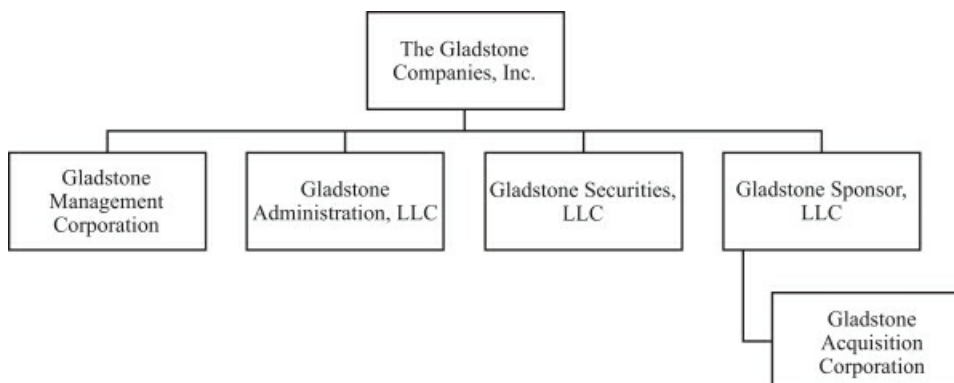 The Gladstone
Companies, Inc.
Gladstone
Management
Corporation
Gladstone
Administration, LLC
Gladstone Securities,
LLC
Gladstone Sponsor,
LLC
Gladstone
Acquisition
Corporation